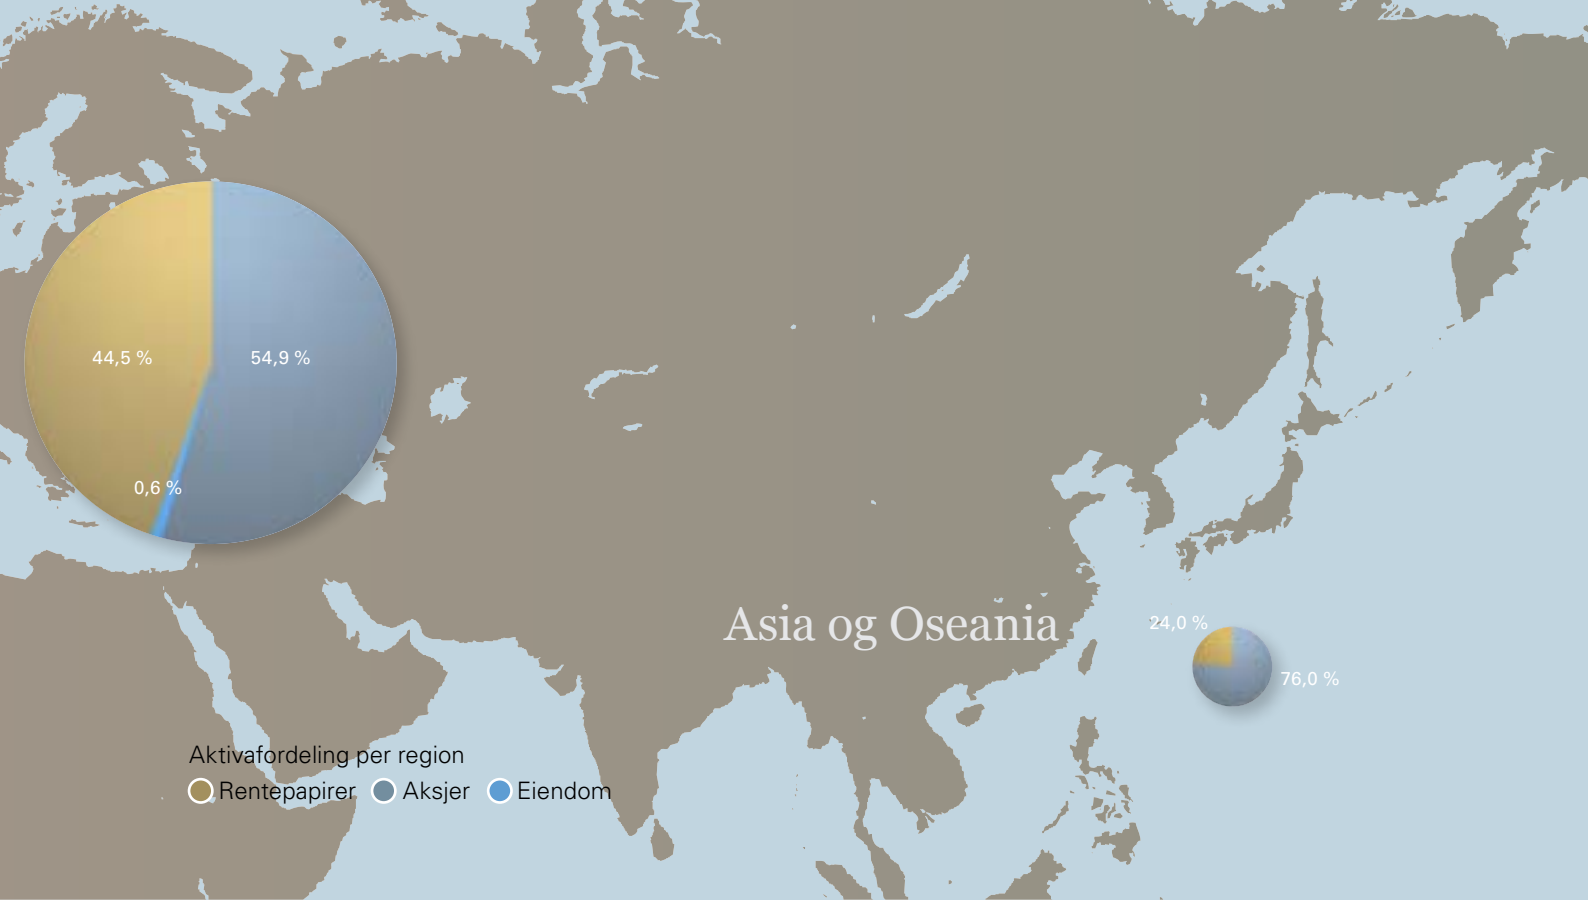 44,5 %
54,9 %
0,6 %
Asia og Oseania
24,0 %
76,0 %
Aktivafordeling per region
Rentepapirer Aksjer Eiendom